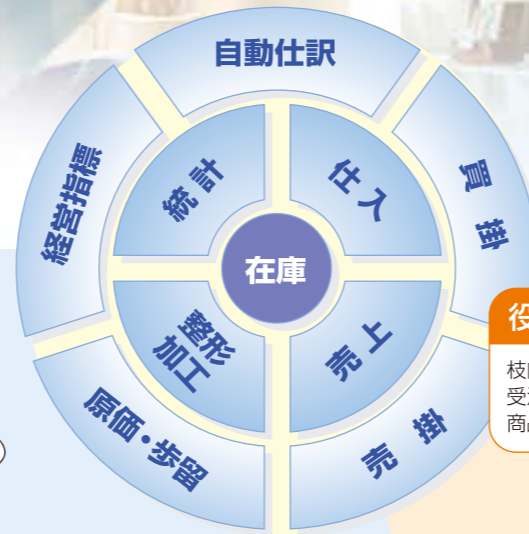 自動仕訳
経営指標
買掛
統計
仕入
在庫
整形
加工
売上
原価・歩留
売掛
役
枝
受
商